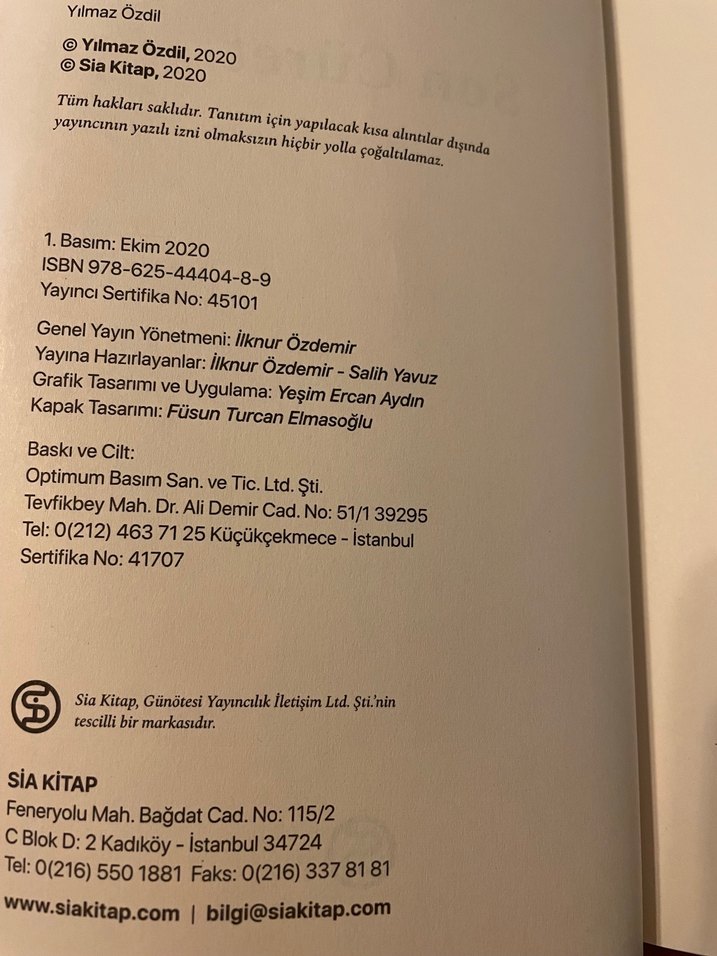 Yılmaz Özdil
© Yılmaz Özdil, 2020
© Sia Kitap, 2020
Tüm hakları saklıdır. Tanıtım için yapılacak kısa alıntılar dışında
yayıncının yazılı izni olmaksızın hiçbir yolla çoğaltılamaz.
1. Basım: Ekim 2020
ISBN 978-625-44404-8-9
Yayıncı Sertifika No: 45101
Genel Yayın Yönetmeni: İlknur Özdemir
Yayına Hazırlayanlar: İlknur Özdemir - Salih Yavuz
Grafik Tasarımı ve Uygulama: Yeşim Ercan Aydın
Kapak Tasarımı: Füsun Turcan Elmasoğlu
Baskı ve Cilt:
Optimum Basım San. ve Tic. Ltd. Şti.
Tevfikbey Mah. Dr. Ali Demir Cad. No: 51/1 39295
Tel: 0(212) 463 71 25 Küçükçekmece - İstanbul
Sertifika No: 41707
Sia Kitap, Günötesi Yayıncılık İletişim Ltd. Şti.'nin
tescilli bir markasıdır.
SİA KİTAP
Feneryolu Mah. Bağdat Cad. No: 115/2
C Blok D: 2 Kadıköy - İstanbul 34724
Tel: 0(216) 550 1881 Faks: 0(216) 337 81 81
www.siakitap.com | bilgi@siakitap.com